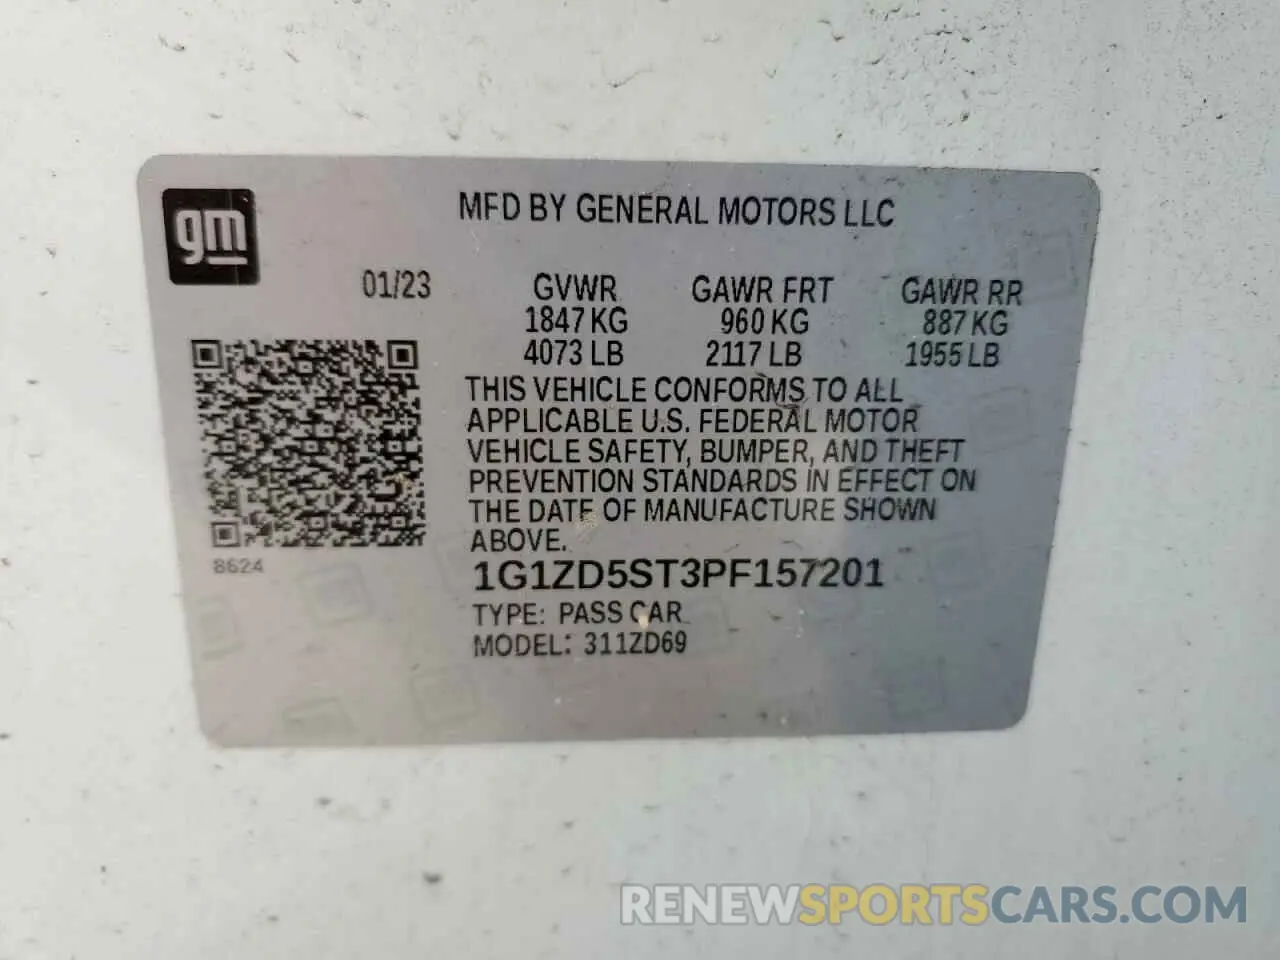 gm
MFD BY GENERAL MOTORS LLC
01/23 GVWR GAWR FRT GAWR RR
1847 KG 960 KG 887 KG
4073 LB 2117 LB 1955 LB
THIS VEHICLE CONFORMS TO ALL
APPLICABLE U.S. FEDERAL MOTOR
VEHICLE SAFETY, BUMPER, AND THEFT
PREVENTION STANDARDS IN EFFECT ON
THE DATE OF MANUFACTURE SHOWN
ABOVE.
8624
1G1ZD5ST3PF157201
TYPE: PASS CAR
MODEL: 311ZD69
RENEWSPORTSCARS.COM